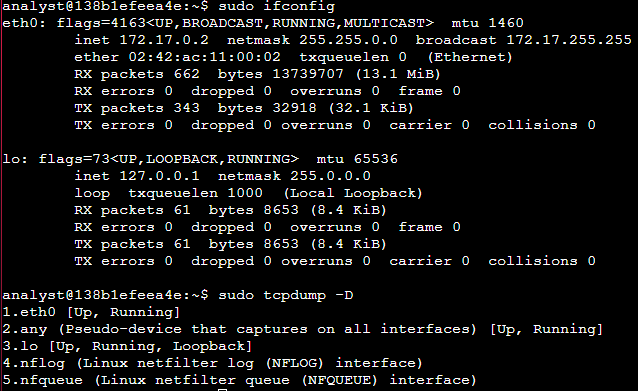 analyst@138b1efeea4e:~$ sudo ifconfig
eth0: flags=4163<UP,BROADCAST,RUNNING,MULTICAST>  mtu 1460
        inet 172.17.0.2  netmask 255.255.0.0  broadcast 172.17.255.255
        ether 02:42:ac:11:00:02  txqueuelen 0  (Ethernet)
        RX packets 662  bytes 13739707 (13.1 MiB)
        RX errors 0  dropped 0  overruns 0  frame 0
        TX packets 343  bytes 32918 (32.1 KiB)
        TX errors 0  dropped 0 overruns 0  carrier 0  collisions 0
lo: flags=73<UP,LOOPBACK,RUNNING>  mtu 65536
        inet 127.0.0.1  netmask 255.0.0.0
        loop  txqueuelen 1000  (Local Loopback)
        RX packets 61  bytes 8653 (8.4 KiB)
        RX errors 0  dropped 0  overruns 0  frame 0
        TX packets 61  bytes 8653 (8.4 KiB)
        TX errors 0  dropped 0 overruns 0  carrier 0  collisions 0
analyst@138b1efeea4e:~$ sudo tcpdump -D
1.eth0 [Up, Running]
2.any (Pseudo-device that captures on all interfaces) [Up, Running]
3.lo [Up, Running, Loopback]
4.nflog (Linux netfilter log (NFLOG) interface)
5.nfqueue (Linux netfilter queue (NFQUEUE) interface)